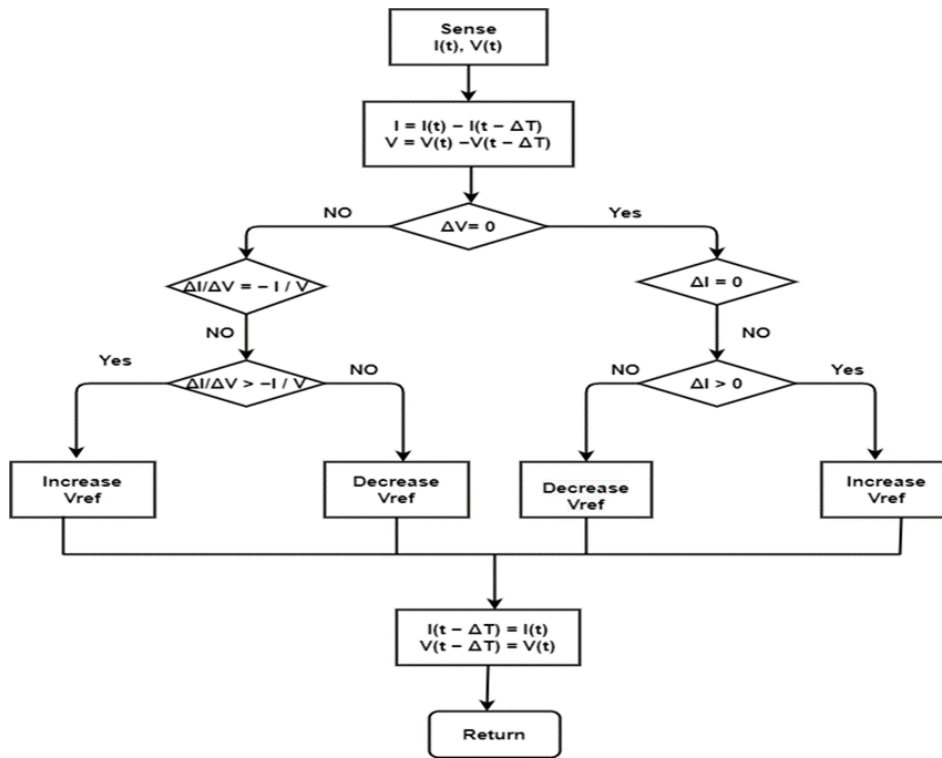 Sense
I(t), V(t)
I = I(t) − I(t − ΔT)
V = V(t) −V(t − ΔT)
NO
Yes
ΔV= 0
ΔI/ΔV = − I / V
ΔI = 0
NO
NO
Yes
ΔI/ΔV > −I / V
NO
NO
ΔI > 0
Yes
Increase
Vref
Decrease
Vref
Decrease
Vref
Increase
Vref
I(t − ΔT) = I(t)
V(t − ΔT) = V(t)
Return